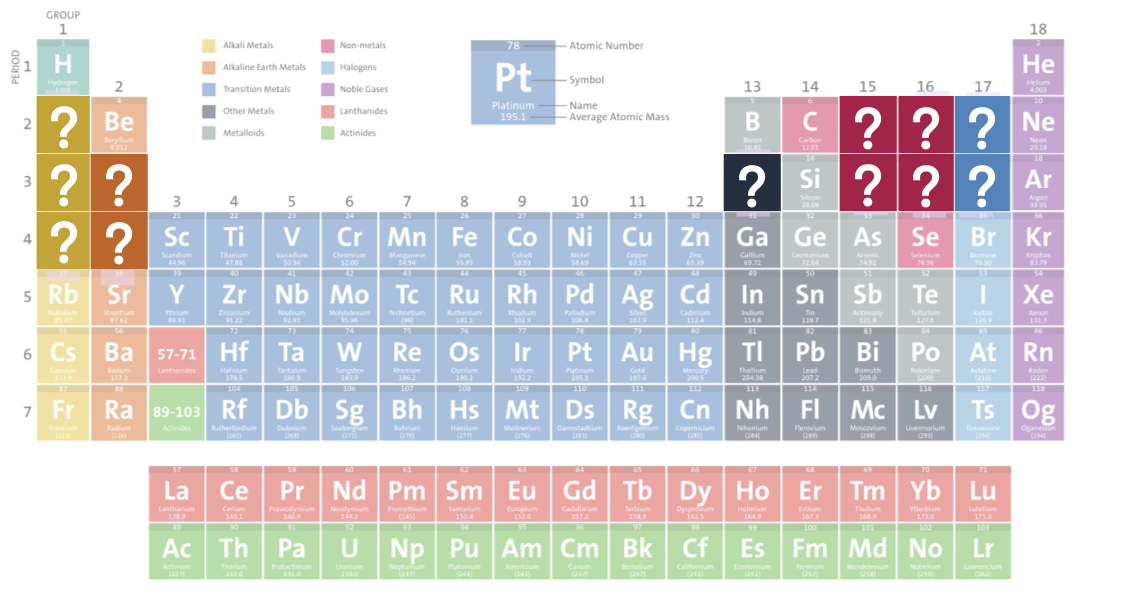 GROUP
1 18
PERIOD
1 2
1 H He
Hydrogen Helium
4.003
Alkali Metals Non-metals
Alkaline Earth Metals Halogens
Transition Metals Noble Gases
Other Metals Lanthanides
Metalloids Actinides
78 Atomic Number
Pt Symbol
Platinum Name
195.1 Average Atomic Mass
2 13 14 15 16 17
4 5 6 10
2 ? Be B C ? ? ? Ne
Beryllium Boron Carbon Neon
9.012 10.81 12.01 20.18
14 18
3 ? ? ? Si ? ? ? Ar
Silicon Argon
28.09 39.95
3 4 5 6 7 8 9 10 11 12
21 22 23 24 25 26 27 28 29 30 31 32 33 34 35 36
4 ? ? Sc Ti V Cr Mn Fe Co Ni Cu Zn Ga Ge As Se Br Kr
Scandium Titanium Vanadium Chromium Manganese Iron Cobalt Nickel Copper Zinc Gallium Germanium Arsenic Selenium Bromine Krypton
44.96 47.88 50.94 52.00 54.94 55.85 58.93 58.69 63.55 65.39 69.72 72.64 74.92 78.96 79.90 83.79
37 38 39 40 41 42 43 44 45 46 47 48 49 50 51 52 53 54
5 Rb Sr Y Zr Nb Mo Tc Ru Rh Pd Ag Cd In Sn Sb Te I Xe
Rubidium Strontium Yttrium Zirconium Niobium Molybdenum Technetium Ruthenium Rhodium Palladium Silver Cadmium Indium Tin Antimony Tellurium Iodine Xenon
85.47 87.62 88.91 91.22 92.91 95.96 (98) 101.1 102.9 106.4 107.9 112.4 114.8 118.7 121.8 127.6 126.9 131.3
55 56 72 73 74 75 76 77 78 79 80 81 82 83 84 85 86
6 Cs Ba 57-71 Hf Ta W Re Os Ir Pt Au Hg Tl Pb Bi Po At Rn
Cesium Barium Lanthanides Hafnium Tantalum Tungsten Rhenium Osmium Iridium Platinum Gold Mercury Thallium Lead Bismuth Polonium Astatine Radon
132.9 137.3 178.5 180.9 183.9 186.2 190.2 192.2 195.1 197.0 200.5 204.38 207.2 209.0 (209) (210) (222)
87 88 104 105 106 107 108 109 110 111 112 113 114 115 116 117 118
7 Fr Ra 89-103 Rf Db Sg Bh Hs Mt Ds Rg Cn Nh Fl Mc Lv Ts Og
Francium Radium Actinides Rutherfordium Dubnium Seaborgium Bohrium Hassium Meitnerium Darmstadtium Roentgenium Copernicium Nihonium Flerovium Moscovium Livermorium Tennessine Oganesson
(223) (226) (265) (268) (271) (270) (277) (276) (281) (280) (285) (284) (289) (288) (293) (294) (294)
57 58 59 60 61 62 63 64 65 66 67 68 69 70 71
La Ce Pr Nd Pm Sm Eu Gd Tb Dy Ho Er Tm Yb Lu
Lanthanum Cerium Praseodymium Neodymium Promethium Samarium Europium Gadolinium Terbium Dysprosium Holmium Erbium Thulium Ytterbium Lutetium
138.9 140.1 140.9 144.2 (145) 150.4 152.0 157.2 158.9 162.5 164.9 167.3 168.9 173.0 175.0
89 90 91 92 93 94 95 96 97 98 99 100 101 102 103
Ac Th Pa U Np Pu Am Cm Bk Cf Es Fm Md No Lr
Actinium Thorium Protactinium Uranium Neptunium Plutonium Americium Curium Berkelium Californium Einsteinium Fermium Mendelevium Nobelium Lawrencium
(227) 232.0 231.0 238.0 (237) (244) (243) (247) (247) (251) (252) (257) (258) (259) (262)